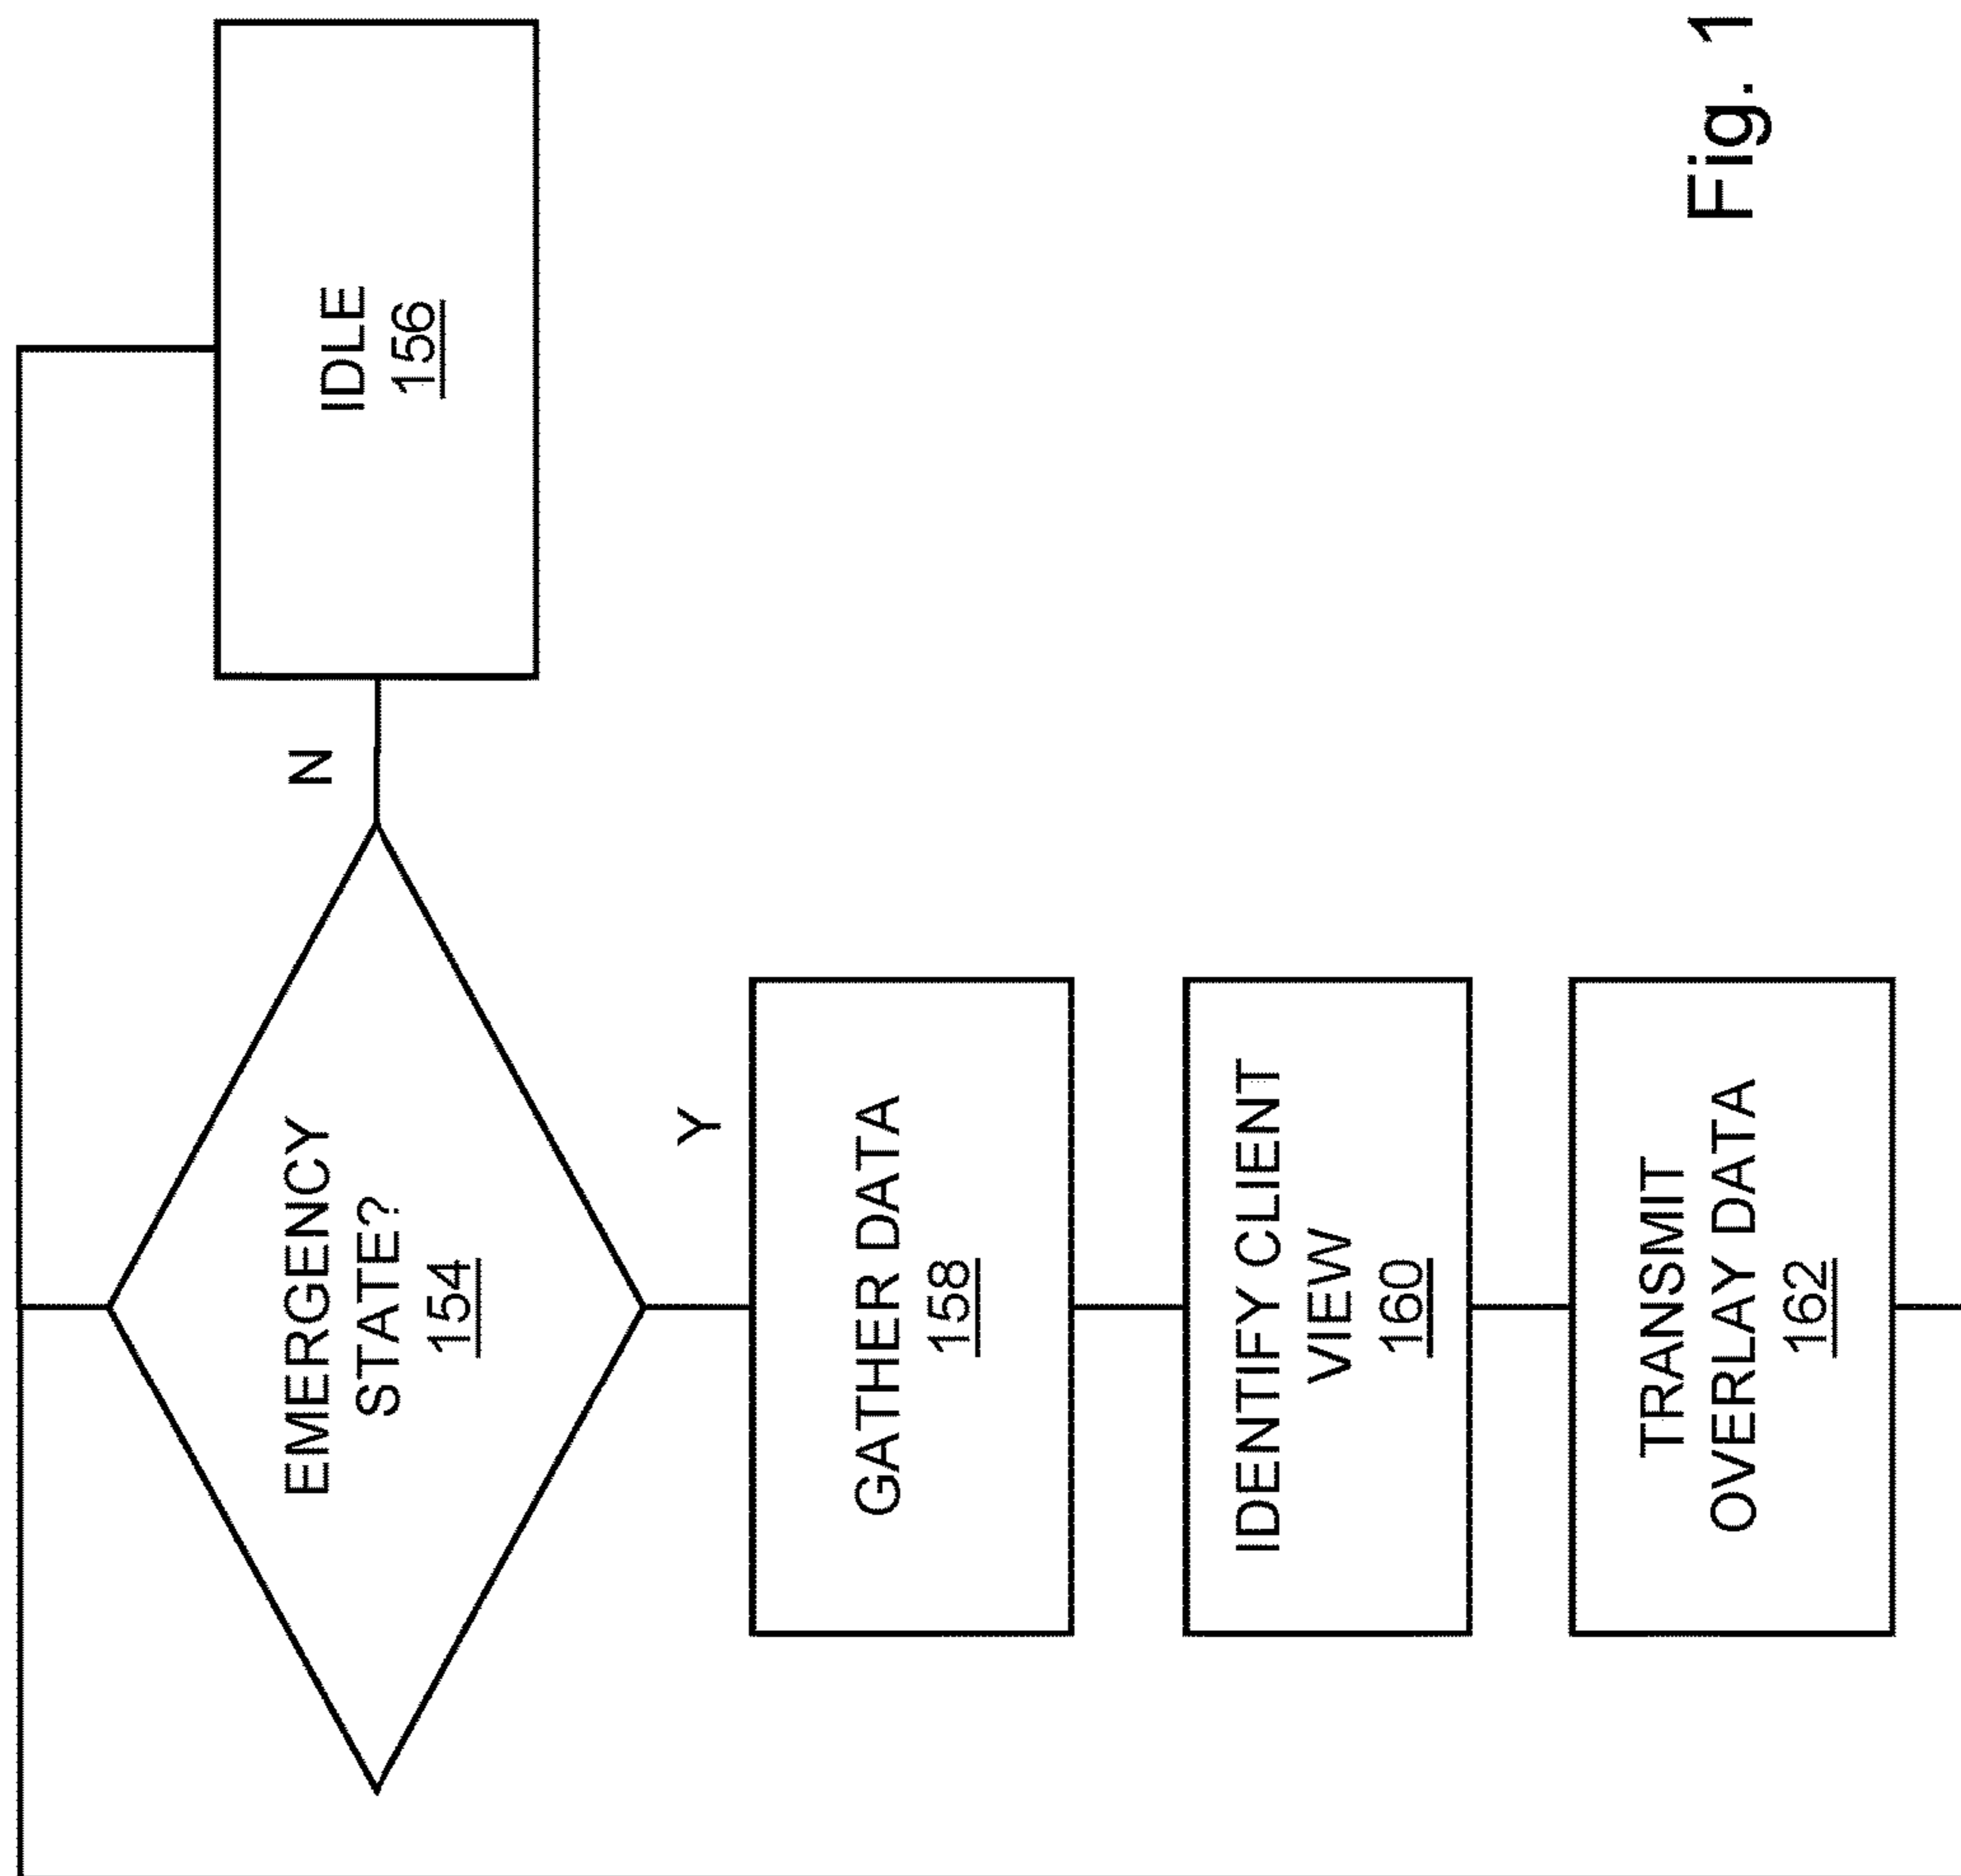 EMERGENCY
STATE?
154
N
IDLE
156
Y
GATHER DATA
158
IDENTIFY CLIENT
VIEW
160
TRANSMIT
OVERLAY DATA
162
Fig. 1